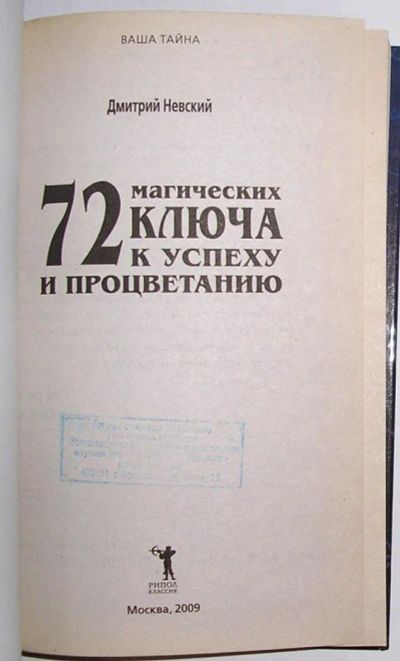 ВАША ТАЙНА
Дмитрий Невский
72 МАГИЧЕСКИХ
КЛЮЧА
К УСПЕХУ
И ПРОЦВЕТАНИЮ
РИПОЛ
КЛАССИК
Москва, 2009